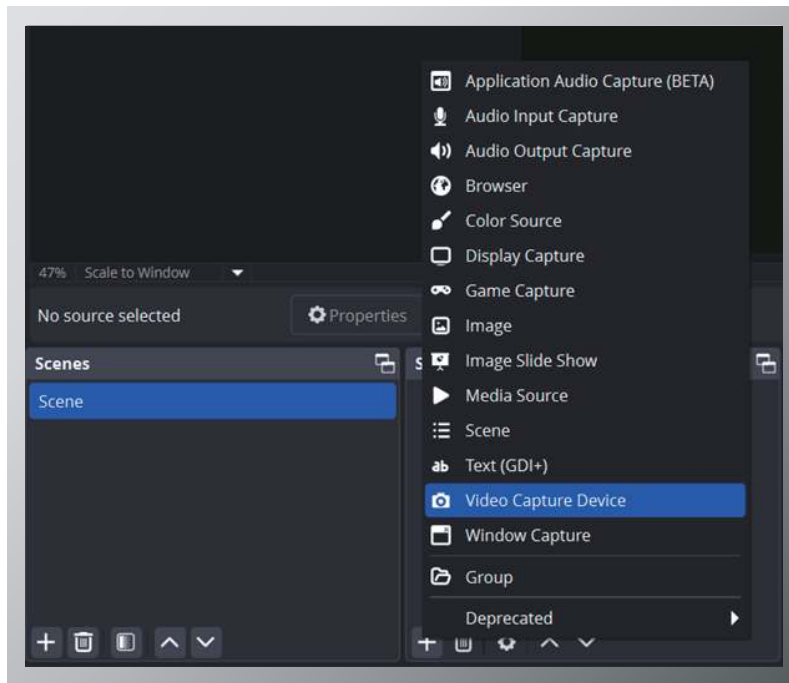 Application Audio Capture (BETA)
Audio Input Capture
Audio Output Capture
Browser
Color Source
Display Capture
Game Capture
Image
Image Slide Show
Media Source
Scene
ab Text (GDI+)
Video Capture Device
Window Capture
Group
Deprecated
47% Scale to Window
No source selected
Properties
Scenes
S
Scene